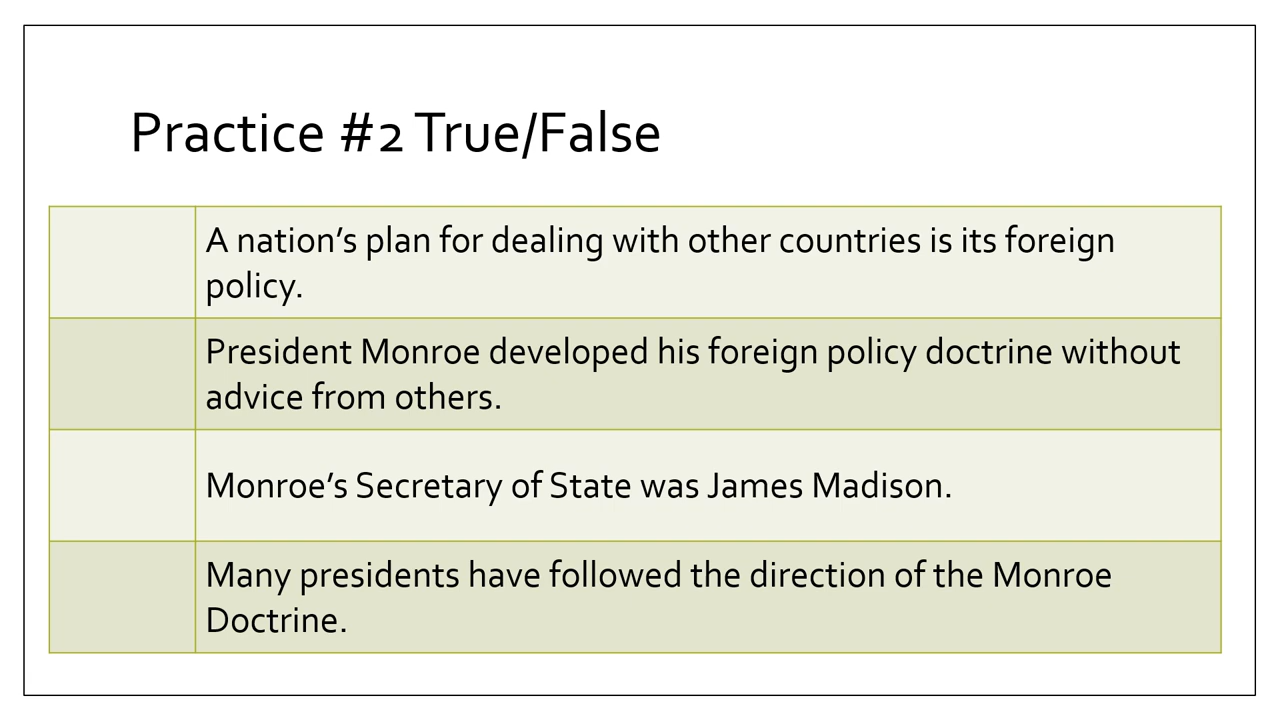 Practice #2 True/False
A nation’s plan for dealing with other countries is its foreign
policy.
President Monroe developed his foreign policy doctrine without
advice from others.
Monroe’s Secretary of State was James Madison.
Many presidents have followed the direction of the Monroe
Doctrine.